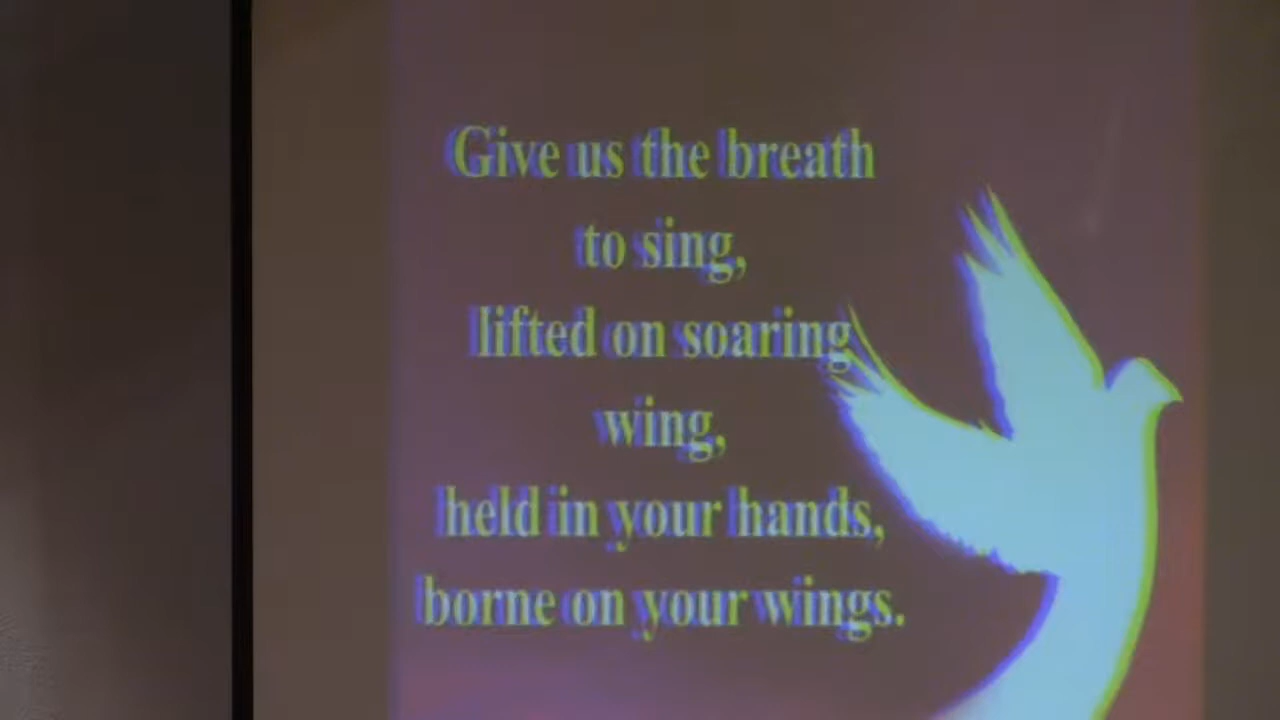 Give us the breath
to sing,
lifted on soaring
wing,
held in your hands,
borne on your wings.